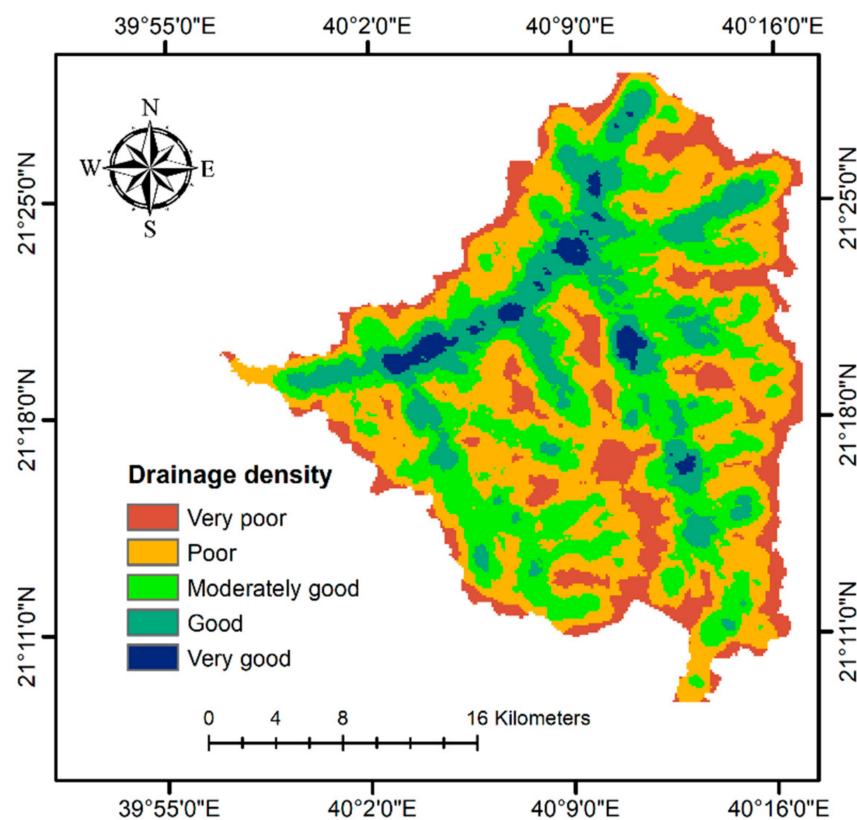 39°55'0"E 40°2'0"E 40°9'0"E 40°16'0"E
N
W E
S
21°25'0"N 21°25'0"N
21°18'0"N 21°18'0"N
Drainage density
Very poor
Poor
Moderately good
Good
Very good
21°11'0"N 21°11'0"N
0 4 8 16 Kilometers
39°55'0"E 40°2'0"E 40°9'0"E 40°16'0"E